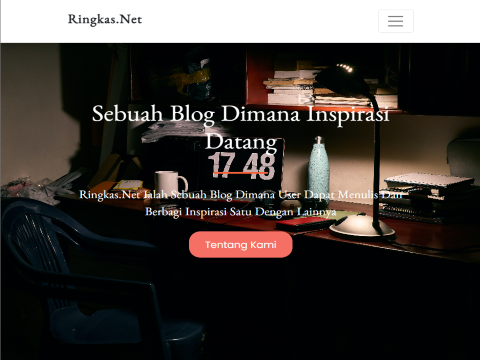 Ringkas.Net
Sebuah Blog Dimana Inspirasi
Datang
17 48
Ringkas.Net Ialah Sebuah Blog Dimana User Dapat Menulis Dan
Berbagi Inspirasi Satu Dengan Lainnya
Tentang Kami